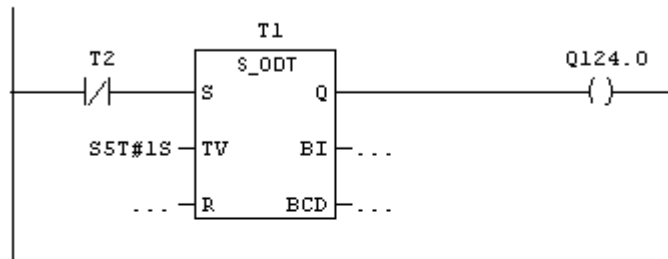 T1
T2 S_ODT Q124.0
S Q
S5T#1S TV BI ...
... R BCD ...